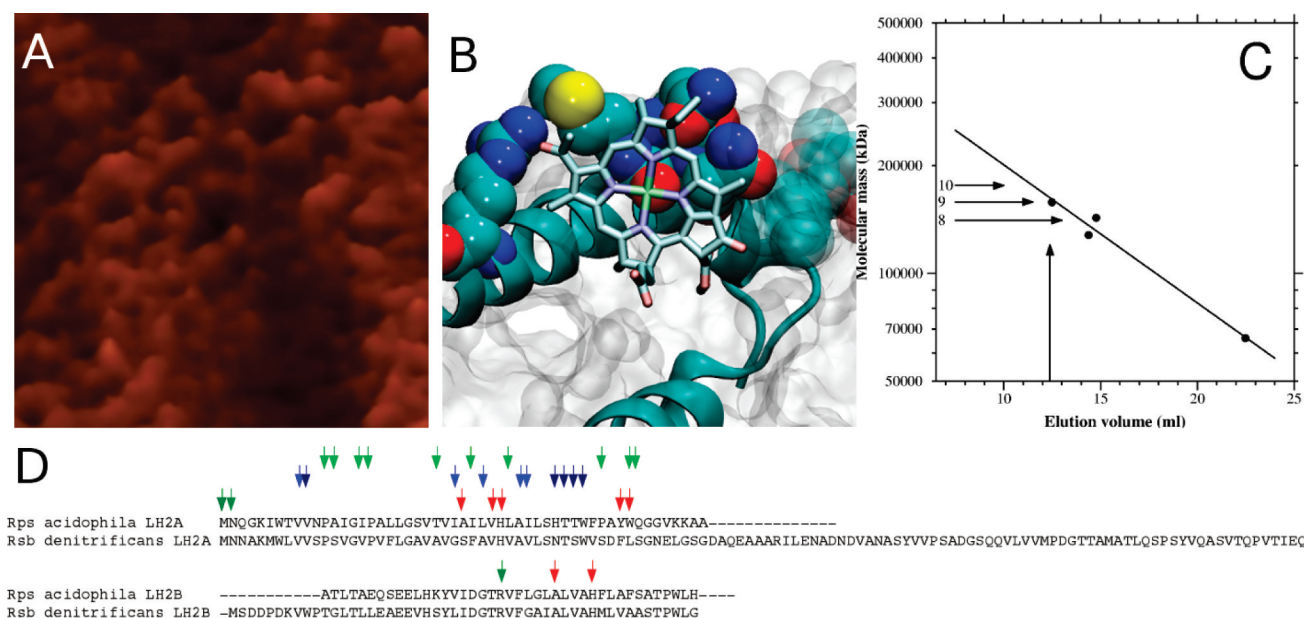 A
B
C
500000
400000
300000
200000
100000
70000
50000
Molecular mass (kDa)
10
9
8
10
15
20
25
Elution volume (ml)
D
Rps acidophila LH2A MNQGKIWTVVNPAIGIPALLGSVTVIAILVHLAILSHTTWFPAYWQGGVKKAA--------------
Rsb denitrificans LH2A MNNAKMWLVVSPSVGVPVFLGAVAVGSFAVHVAVLSNTSWVSDFLSGNELGSGDAQEAAARILENADNDVANASYVVPSADGSQQVLVVMPDGTTAMATLQSPSYVQASVTQPVTIEQ
Rps acidophila LH2B -----------ATLTAEQSEELHKYVIDGTRVFLGLALVAHFLAFSATPWLH----
Rsb denitrificans LH2B -MSDDPDKVWPTGLTLLEAEEVHSYLIDGTRVFGAIALVAHMLVAASTPWLG